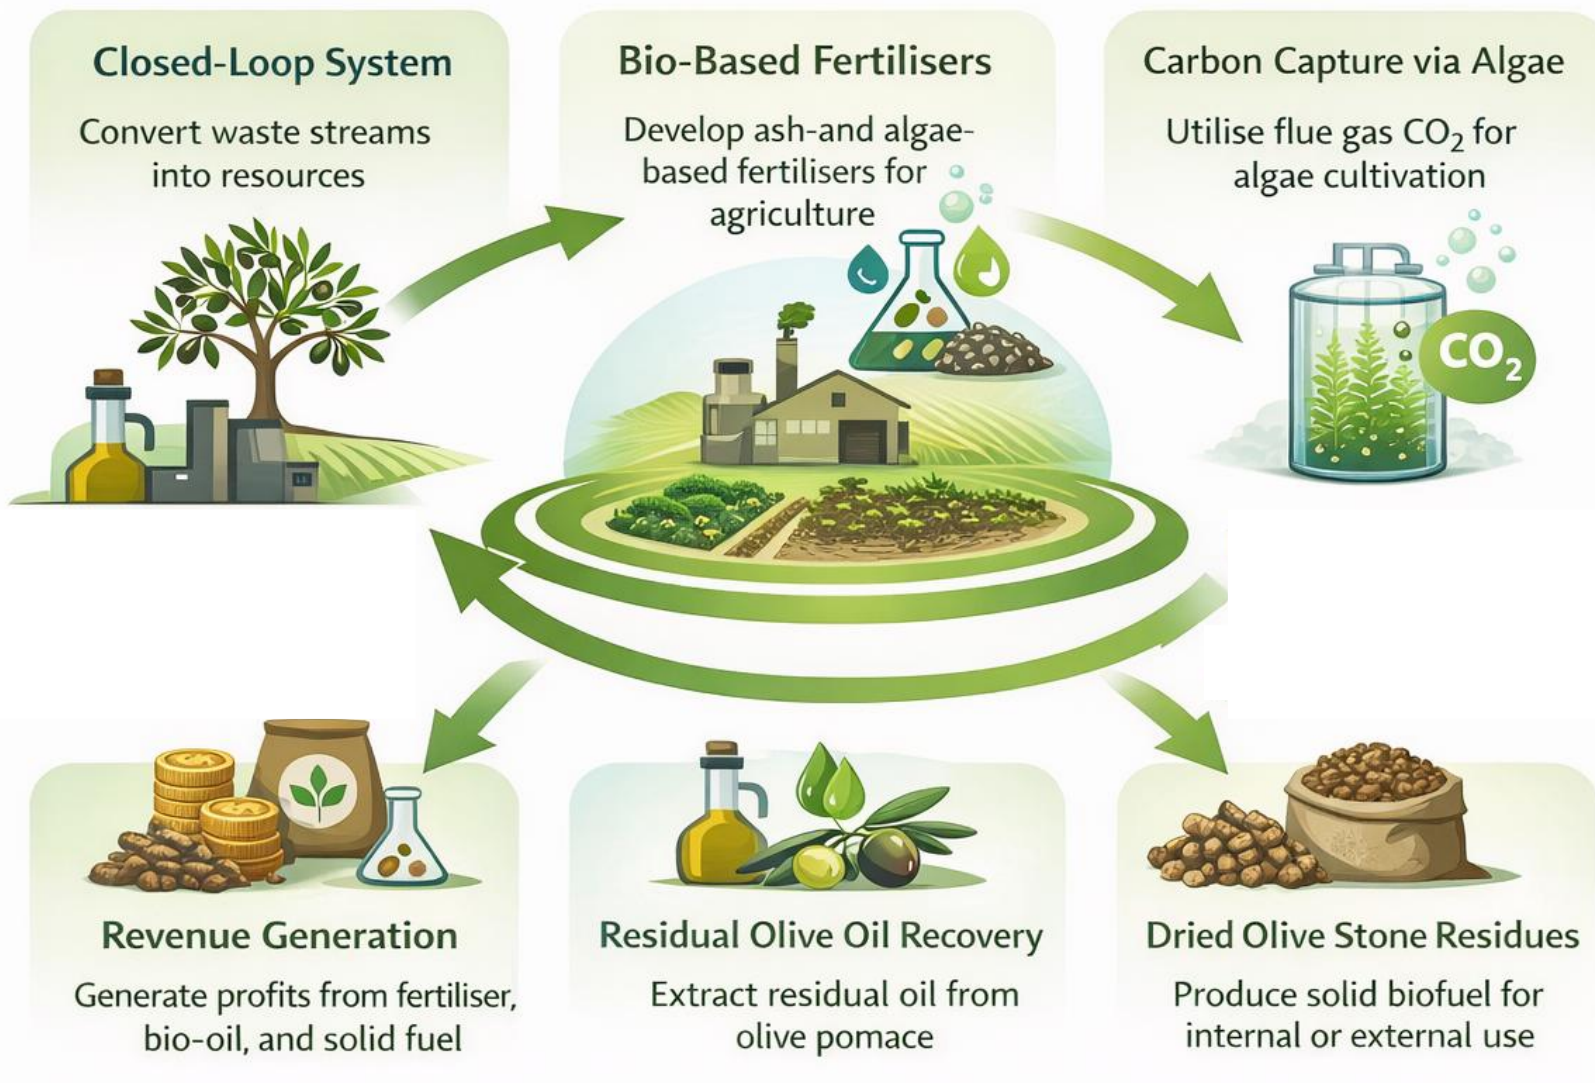 Closed-Loop System
Convert waste streams
into resources
Bio-Based Fertilisers
Develop ash-and algae-
based fertilisers for
agriculture
Carbon Capture via Algae
Utilise flue gas CO₂ for
algae cultivation
CO₂
Revenue Generation
Generate profits from fertiliser,
bio-oil, and solid fuel
Residual Olive Oil Recovery
Extract residual oil from
olive pomace
Dried Olive Stone Residues
Produce solid biofuel for
internal or external use